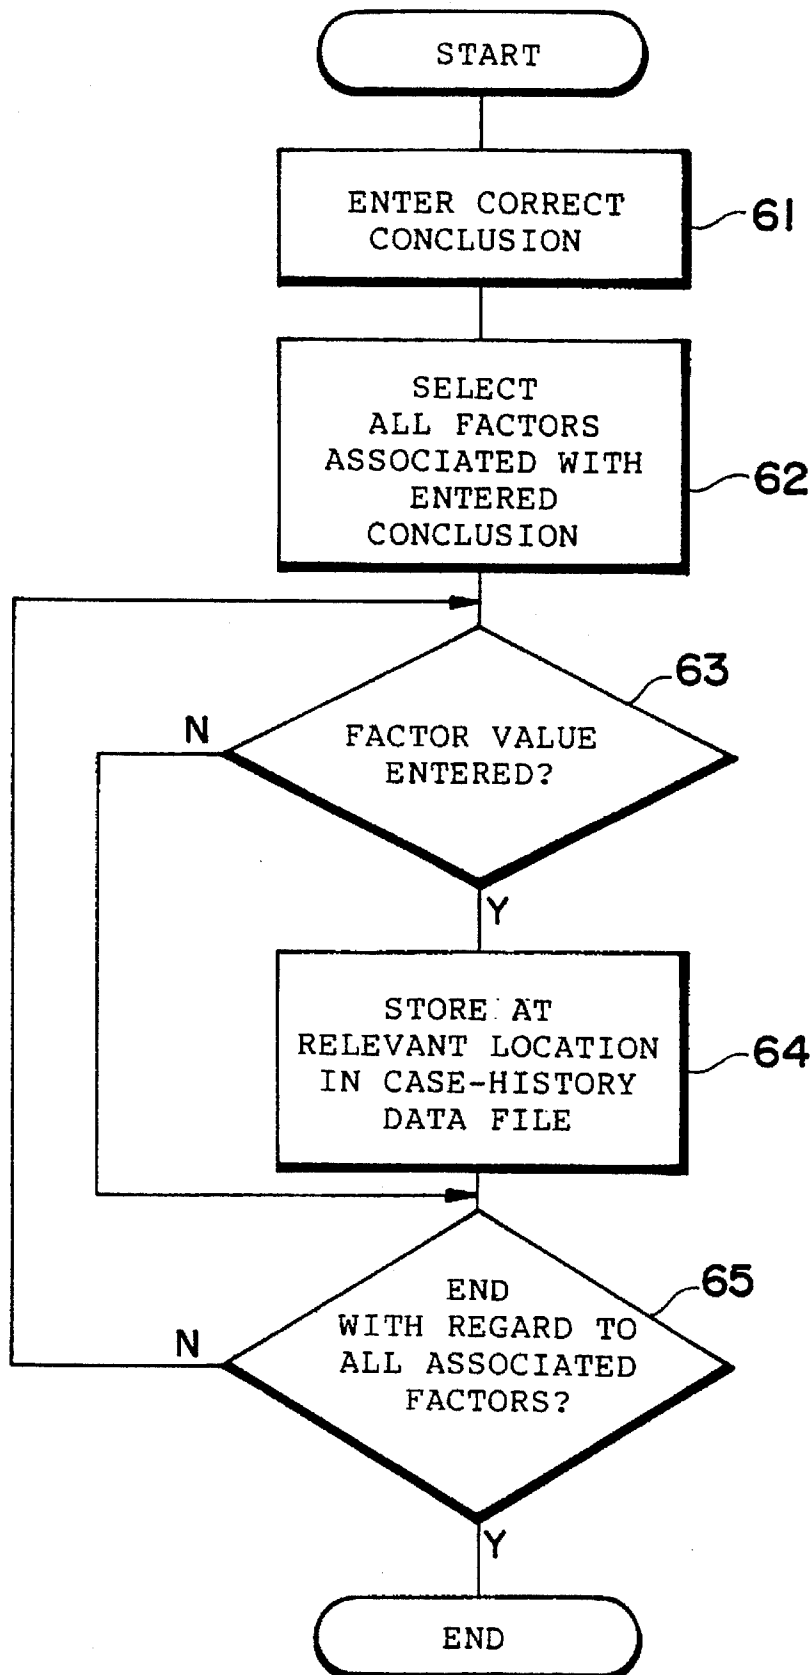 START
ENTER CORRECT
CONCLUSION
61
SELECT
ALL FACTORS
ASSOCIATED WITH
ENTERED
CONCLUSION
62
63
N
FACTOR VALUE
ENTERED?
Y
STORE AT
RELEVANT LOCATION
IN CASE-HISTORY
DATA FILE
64
65
N
END
WITH REGARD TO
ALL ASSOCIATED
FACTORS?
Y
END